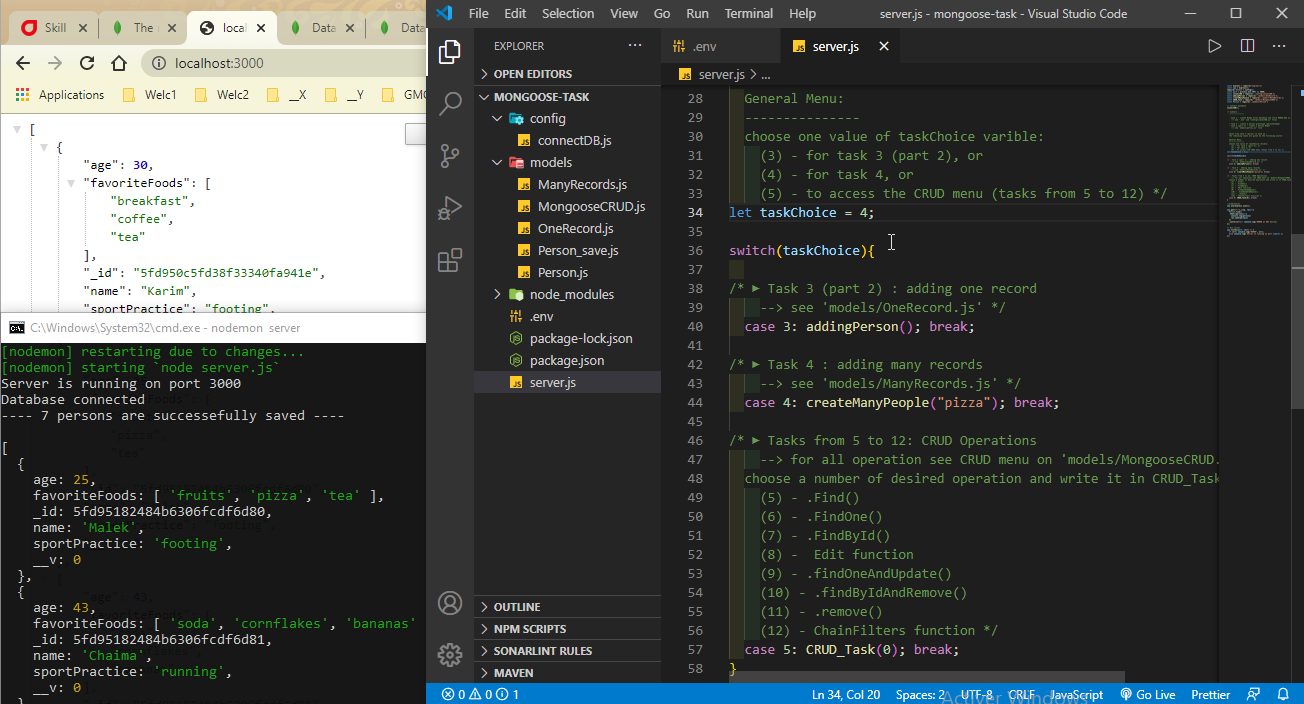 Skill
The
local
Data
Data
localhost:3000
Applications
Welc1
Welc2
__X
__Y
GMC
[
{
"age": 30,
"favoriteFoods": [
"breakfast",
"coffee",
"tea"
],
"_id": "5fd950c5fd38f33340fa941e",
"name": "Karim",
"sportPractice": "footing",
C:\Windows\System32\cmd.exe - nodemon server
[nodemon] restarting due to changes...
[nodemon] starting `node server.js`
Server is running on port 3000
Database connected
---- 7 persons are successefully saved ----
[
{
age: 25,
favoriteFoods: [ 'fruits', 'pizza', 'tea' ],
_id: 5fd95182484b6306fcdf6d80,
name: 'Malek',
sportPractice: 'footing',
__v: 0
},
{
age: 43,
favoriteFoods: [ 'soda', 'cornflakes', 'bananas'
_id: 5fd95182484b6306fcdf6d81,
name: 'Chaima',
sportPractice: 'running',
__v: 0
}
File Edit Selection View Go Run Terminal Help
server.js - mongoose-task - Visual Studio Code
EXPLORER
OPEN EDITORS
MONGOOSE-TASK
config
connectDB.js
models
ManyRecords.js
MongooseCRUD.js
OneRecord.js
Person_save.js
Person.js
node_modules
.env
package-lock.json
package.json
server.js
OUTLINE
NPM SCRIPTS
SONARLINT RULES
MAVEN
.env
server.js
server.js > ...
28 General Menu:
29 ---------------
30 choose one value of taskChoice varible:
31 (3) - for task 3 (part 2), or
32 (4) - for task 4, or
33 (5) - to access the CRUD menu (tasks from 5 to 12) */
34 let taskChoice = 4;
35
36 switch(taskChoice){
37
38 /* ► Task 3 (part 2) : adding one record
39 --> see 'models/OneRecord.js' */
40 case 3: addingPerson(); break;
41
42 /* ► Task 4 : adding many records
43 --> see 'models/ManyRecords.js' */
44 case 4: createManyPeople("pizza"); break;
45
46 /* ► Tasks from 5 to 12: CRUD Operations
47 --> for all operation see CRUD menu on 'models/MongooseCRUD.
48 choose a number of desired operation and write it in CRUD_Task
49 (5) - .Find()
50 (6) - .FindOne()
51 (7) - .FindById()
52 (8) - Edit function
53 (9) - .findOneAndUpdate()
54 (10) - .findByIdAndRemove()
55 (11) - .remove()
56 (12) - ChainFilters function */
57 case 5: CRUD_Task(0); break;
58 }
0 0 1
Ln 34, Col 20
Spaces: 2
UTF-8
CRLF
JavaScript
Go Live
Prettier
Activer Windows